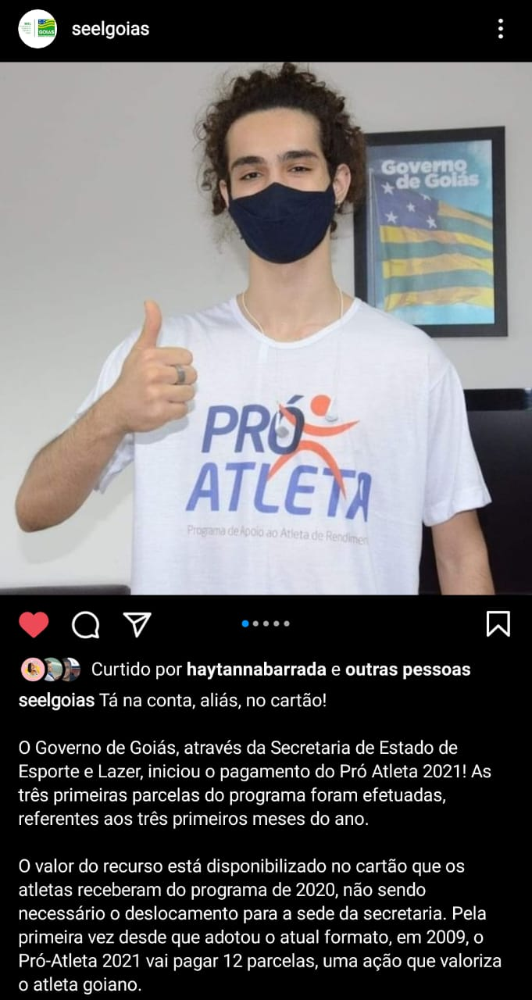 seelgoias
GOIÁS
Governo
de Goiás
PRÓ
ATLETA
Programa de Apoio ao Atleta de Rendimen
Curtido por haytannabarrada e outras pessoas
seelgoias Tá na conta, aliás, no cartão!
O Governo de Goiás, através da Secretaria de Estado de
Esporte e Lazer, iniciou o pagamento do Pró Atleta 2021! As
três primeiras parcelas do programa foram efetuadas,
referentes aos três primeiros meses do ano.
O valor do recurso está disponibilizado no cartão que os
atletas receberam do programa de 2020, não sendo
necessário o deslocamento para a sede da secretaria. Pela
primeira vez desde que adotou o atual formato, em 2009, o
Pró-Atleta 2021 vai pagar 12 parcelas, uma ação que valoriza
o atleta goiano.